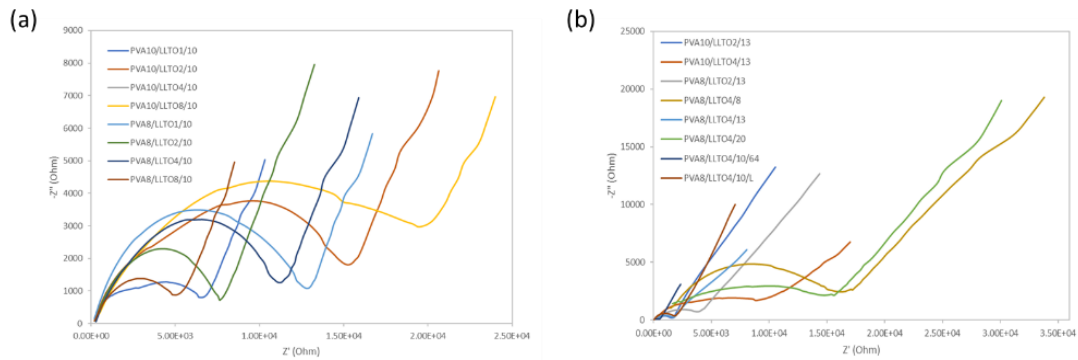 (a)
9000
8000
7000
6000
5000
4000
3000
2000
1000
0
-Z'' (Ohm)
PVA10/LLTO1/10
PVA10/LLTO2/10
PVA10/LLTO4/10
PVA10/LLTO8/10
PVA8/LLTO1/10
PVA8/LLTO2/10
PVA8/LLTO4/10
PVA8/LLTO8/10
0.00E+00 5.00E+03 1.00E+04 1.50E+04 2.00E+04 2.50E+04
Z' (Ohm)
(b)
25000
20000
15000
10000
5000
0
-Z'' (Ohm)
PVA10/LLTO2/13
PVA10/LLTO4/13
PVA8/LLTO2/13
PVA8/LLTO4/8
PVA8/LLTO4/13
PVA8/LLTO4/20
PVA8/LLTO4/10/64
PVA8/LLTO4/10/L
0.00E+00 5.00E+03 1.00E+04 1.50E+04 2.00E+04 2.50E+04 3.00E+04 3.50E+04
Z' (Ohm)